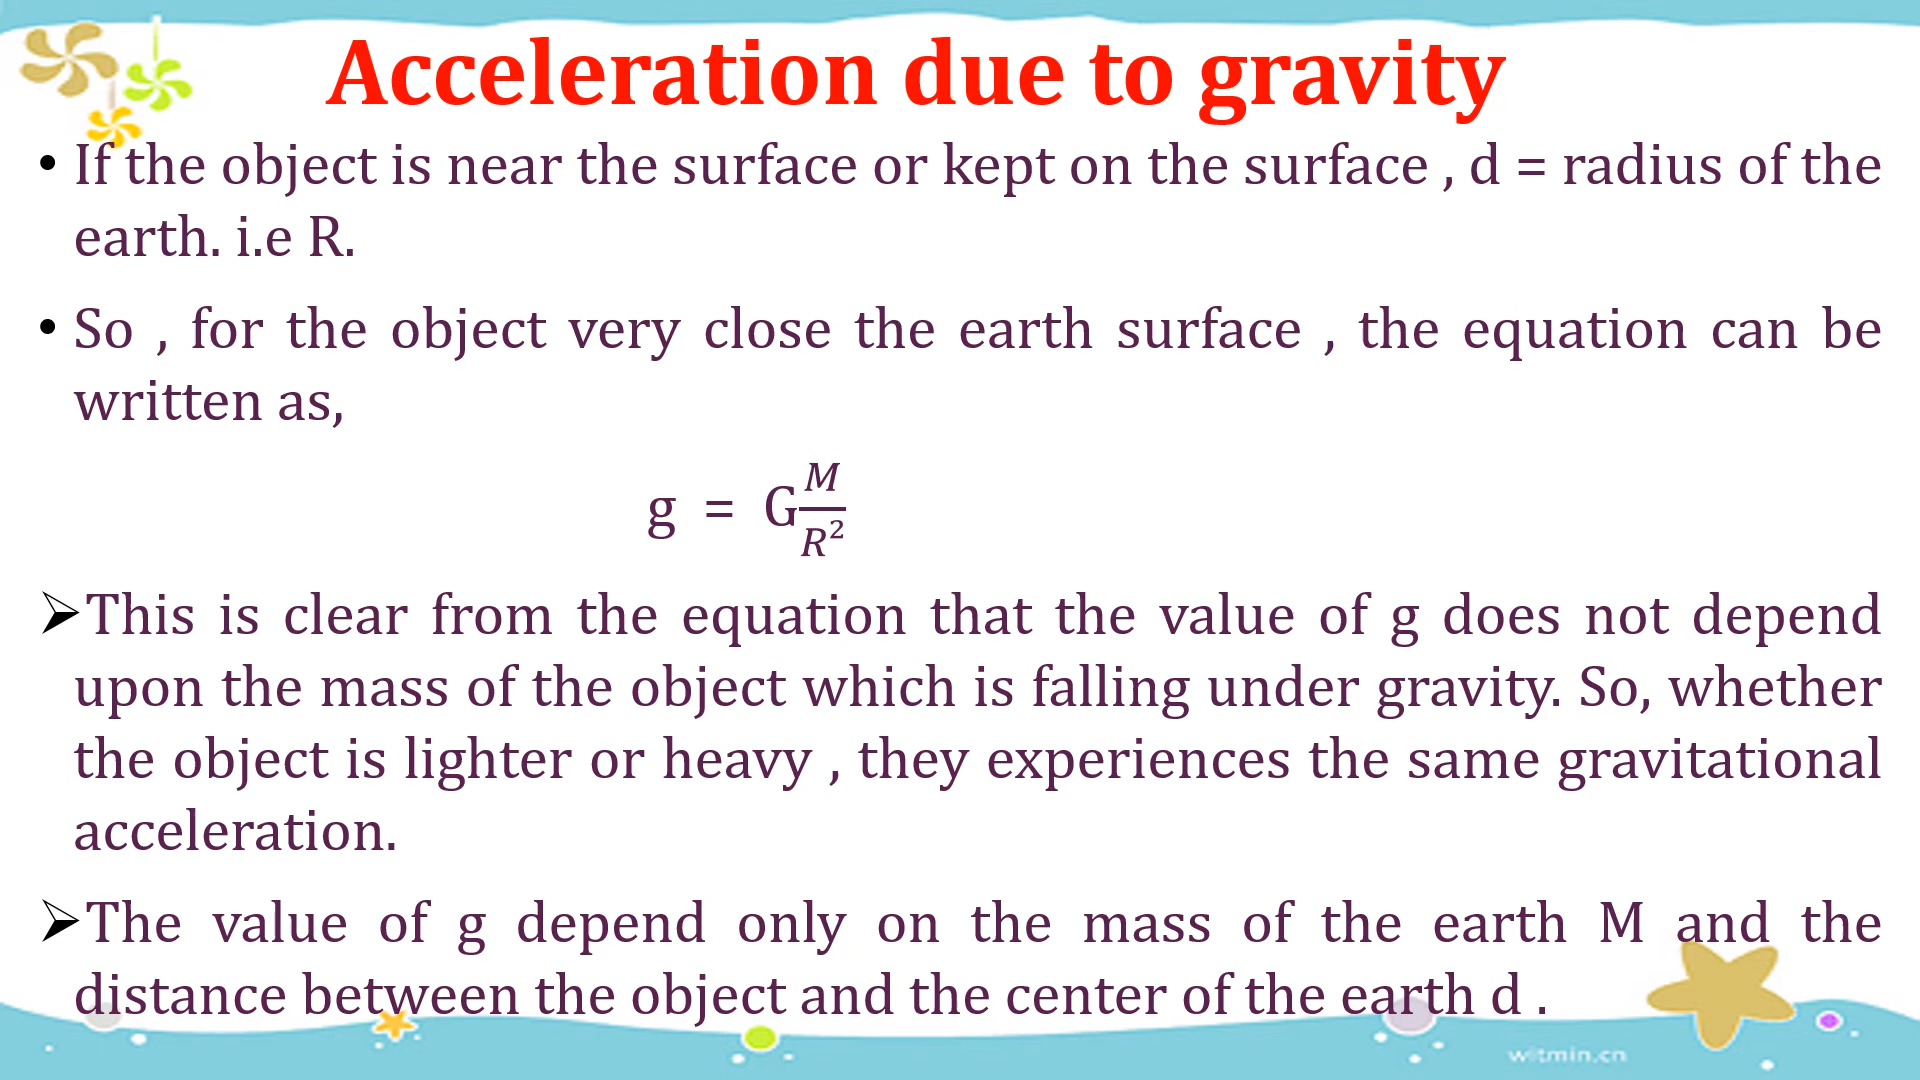 Acceleration due to gravity
• If the object is near the surface or kept on the surface , d = radius of the
earth. i.e R.
• So , for the object very close the earth surface , the equation can be
written as,
g = G\frac{M}{R^2}
➢This is clear from the equation that the value of g does not depend
upon the mass of the object which is falling under gravity. So, whether
the object is lighter or heavy , they experiences the same gravitational
acceleration.
➢The value of g depend only on the mass of the earth M and the
distance between the object and the center of the earth d .
witmin.cn